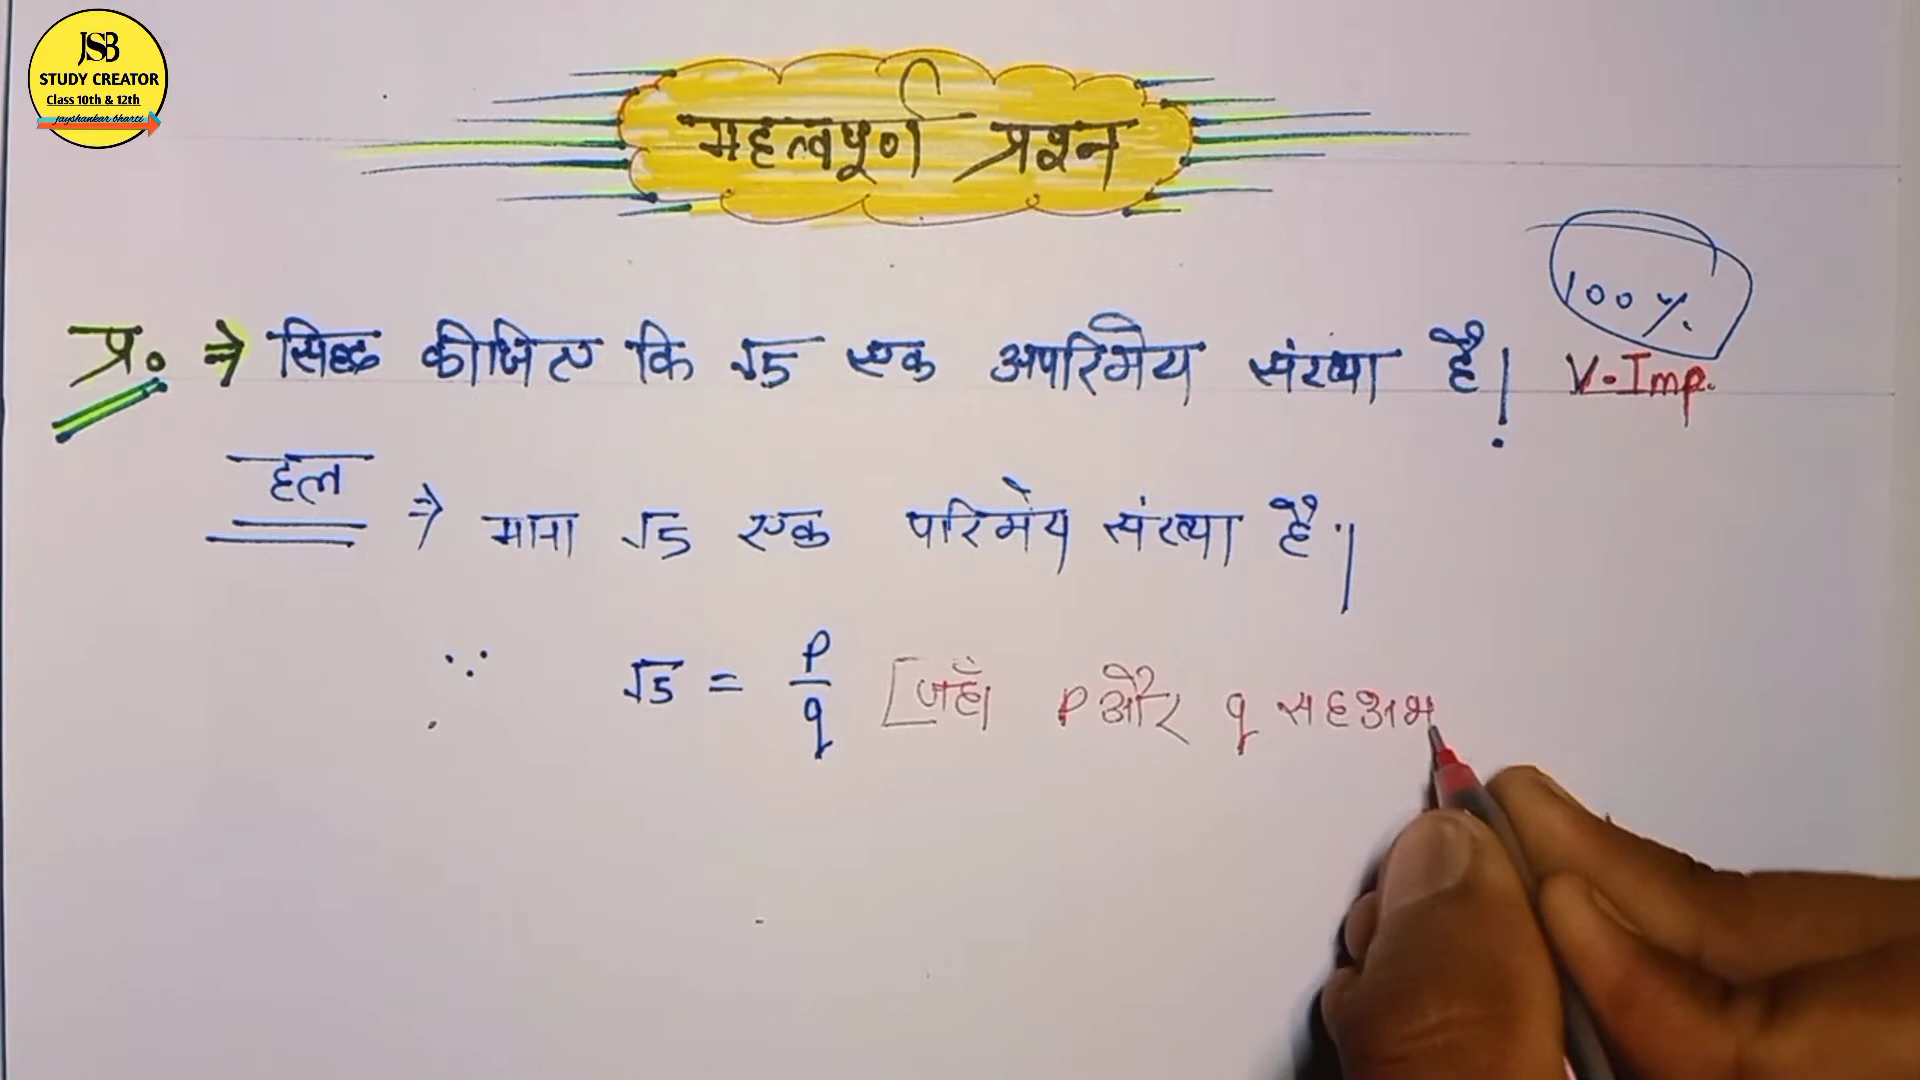 JSB
STUDY CREATOR
Class 10th & 12th
jayshankar bharti
महत्वपूर्ण प्रश्न
100%
प्र. ⇒ सिद्ध कीजिए कि √5 एक अपरिमेय संख्या है। V. Imp.
हल ⇒ माना √5 एक परिमेय संख्या है।
∵ √5 = p/q [जहाँ P और q सहअभ